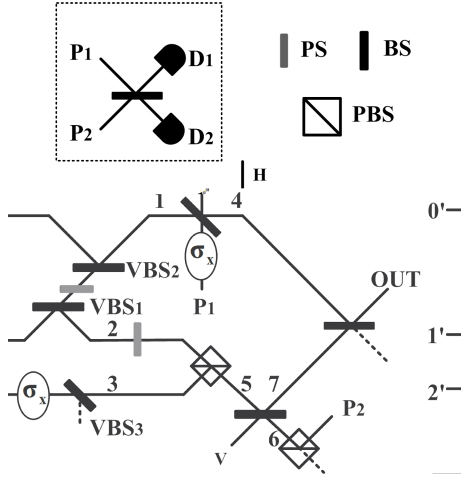 P1 D1
P2 D2
PS BS
PBS
H
1 4 0'
VBS2
σx
OUT
VBS1
P1
2 1'
3 5 7 2'
σx
P2
VBS3 6
V